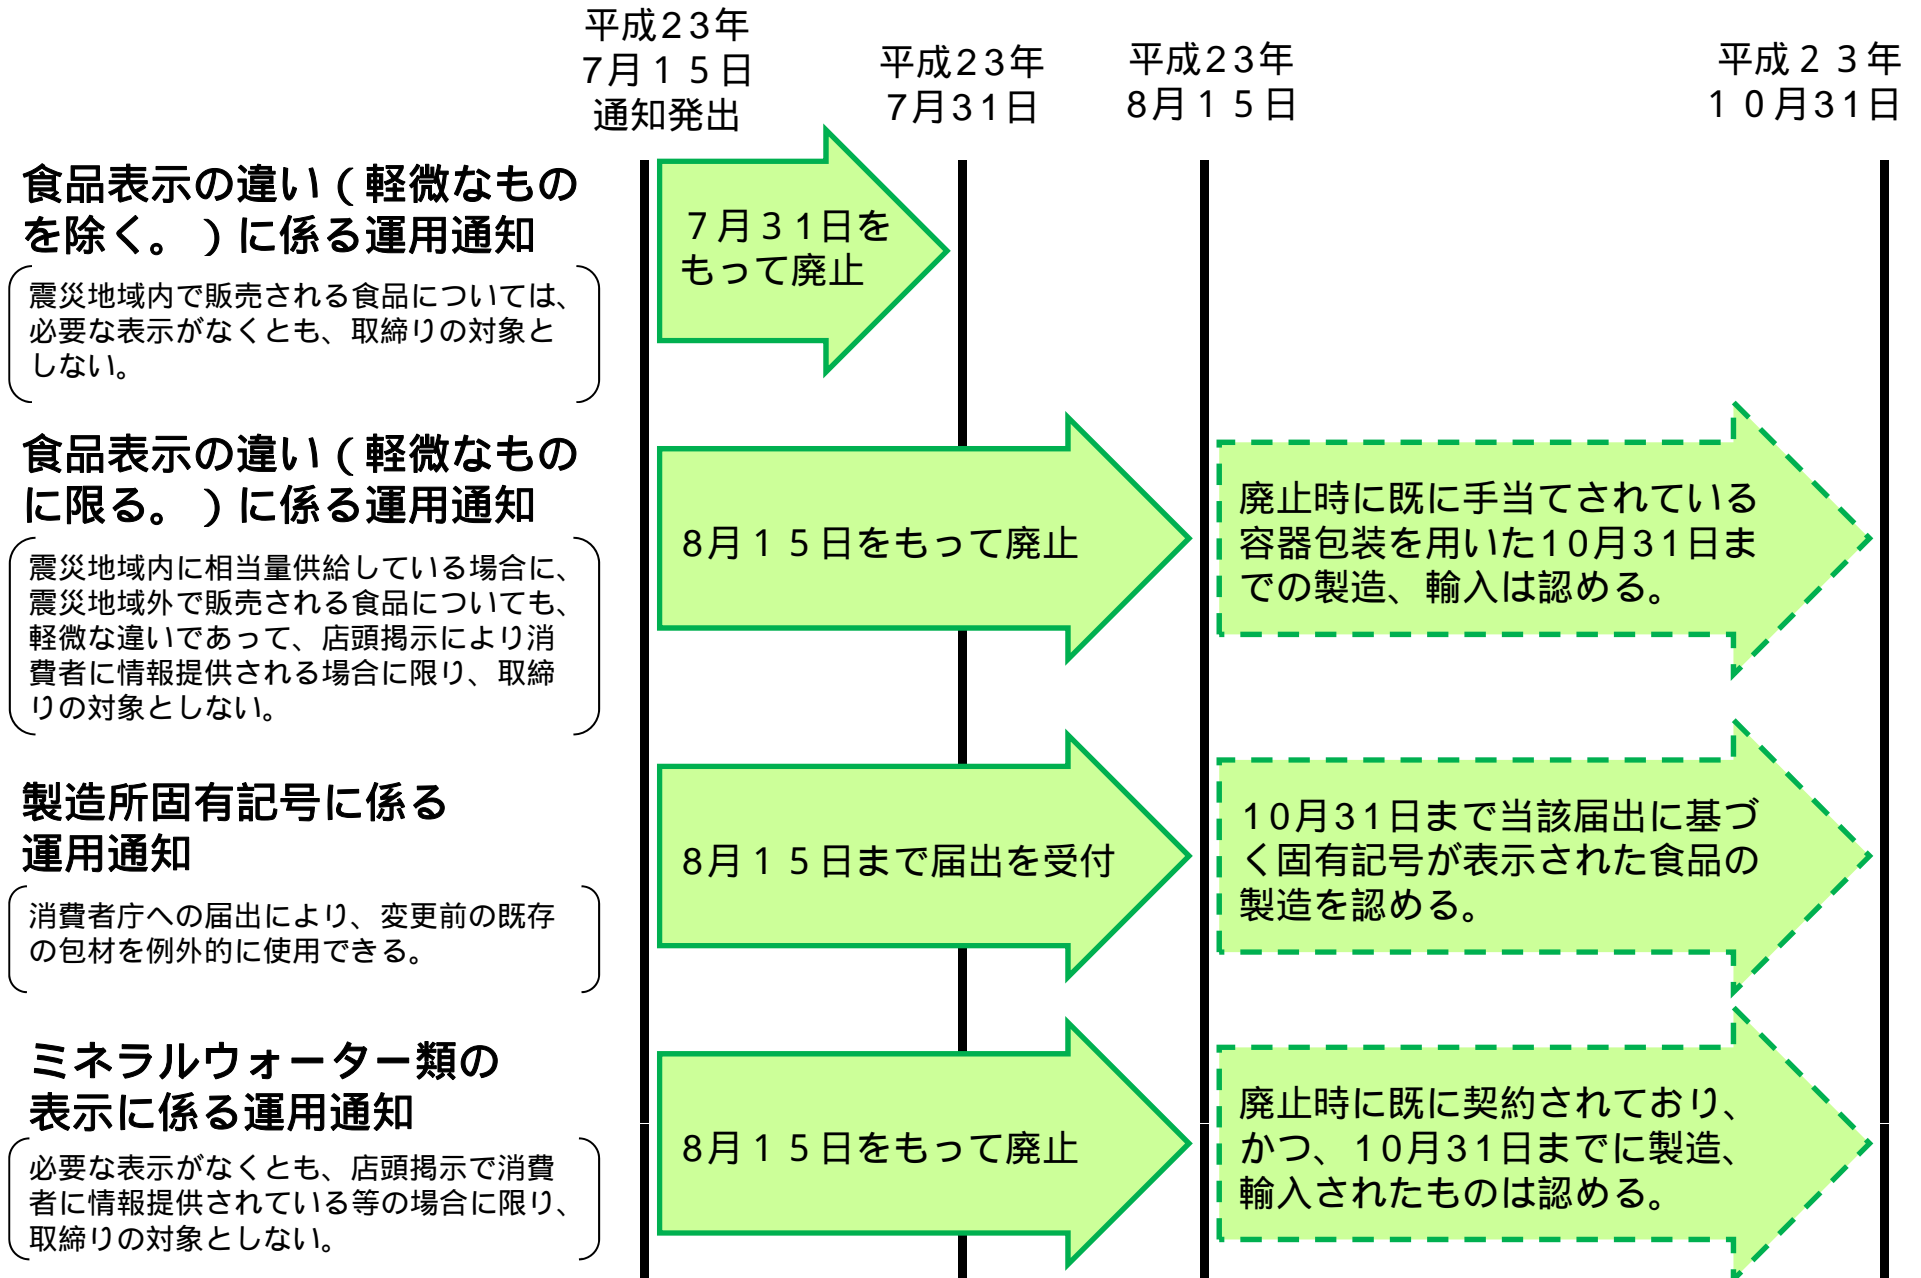 平成23年
7月１５日
通知発出
平成23年
7月31日
平成23年
8月１５日
平成２３年
１０月31日
食品表示の違い（軽微なもの
を除く。）に係る運用通知
震災地域内で販売される食品については、
必要な表示がなくとも、取締りの対象と
しない。
７月３１日を
もって廃止
食品表示の違い（軽微なもの
に限る。）に係る運用通知
震災地域内に相当量供給している場合に、
震災地域外で販売される食品についても、
軽微な違いであって、店頭掲示により消
費者に情報提供される場合に限り、取締
りの対象としない。
8月１５日をもって廃止
廃止時に既に手当てされている
容器包装を用いた10月31日ま
での製造、輸入は認める。
製造所固有記号に係る
運用通知
消費者庁への届出により、変更前の既存
の包材を例外的に使用できる。
8月１５日まで届出を受付
10月31日まで当該届出に基づ
く固有記号が表示された食品の
製造を認める。
ミネラルウォーター類の
表示に係る運用通知
必要な表示がなくとも、店頭掲示で消費
者に情報提供されている等の場合に限り、
取締りの対象としない。
8月１５日をもって廃止
廃止時に既に契約されており、
かつ、10月31日までに製造、
輸入されたものは認める。